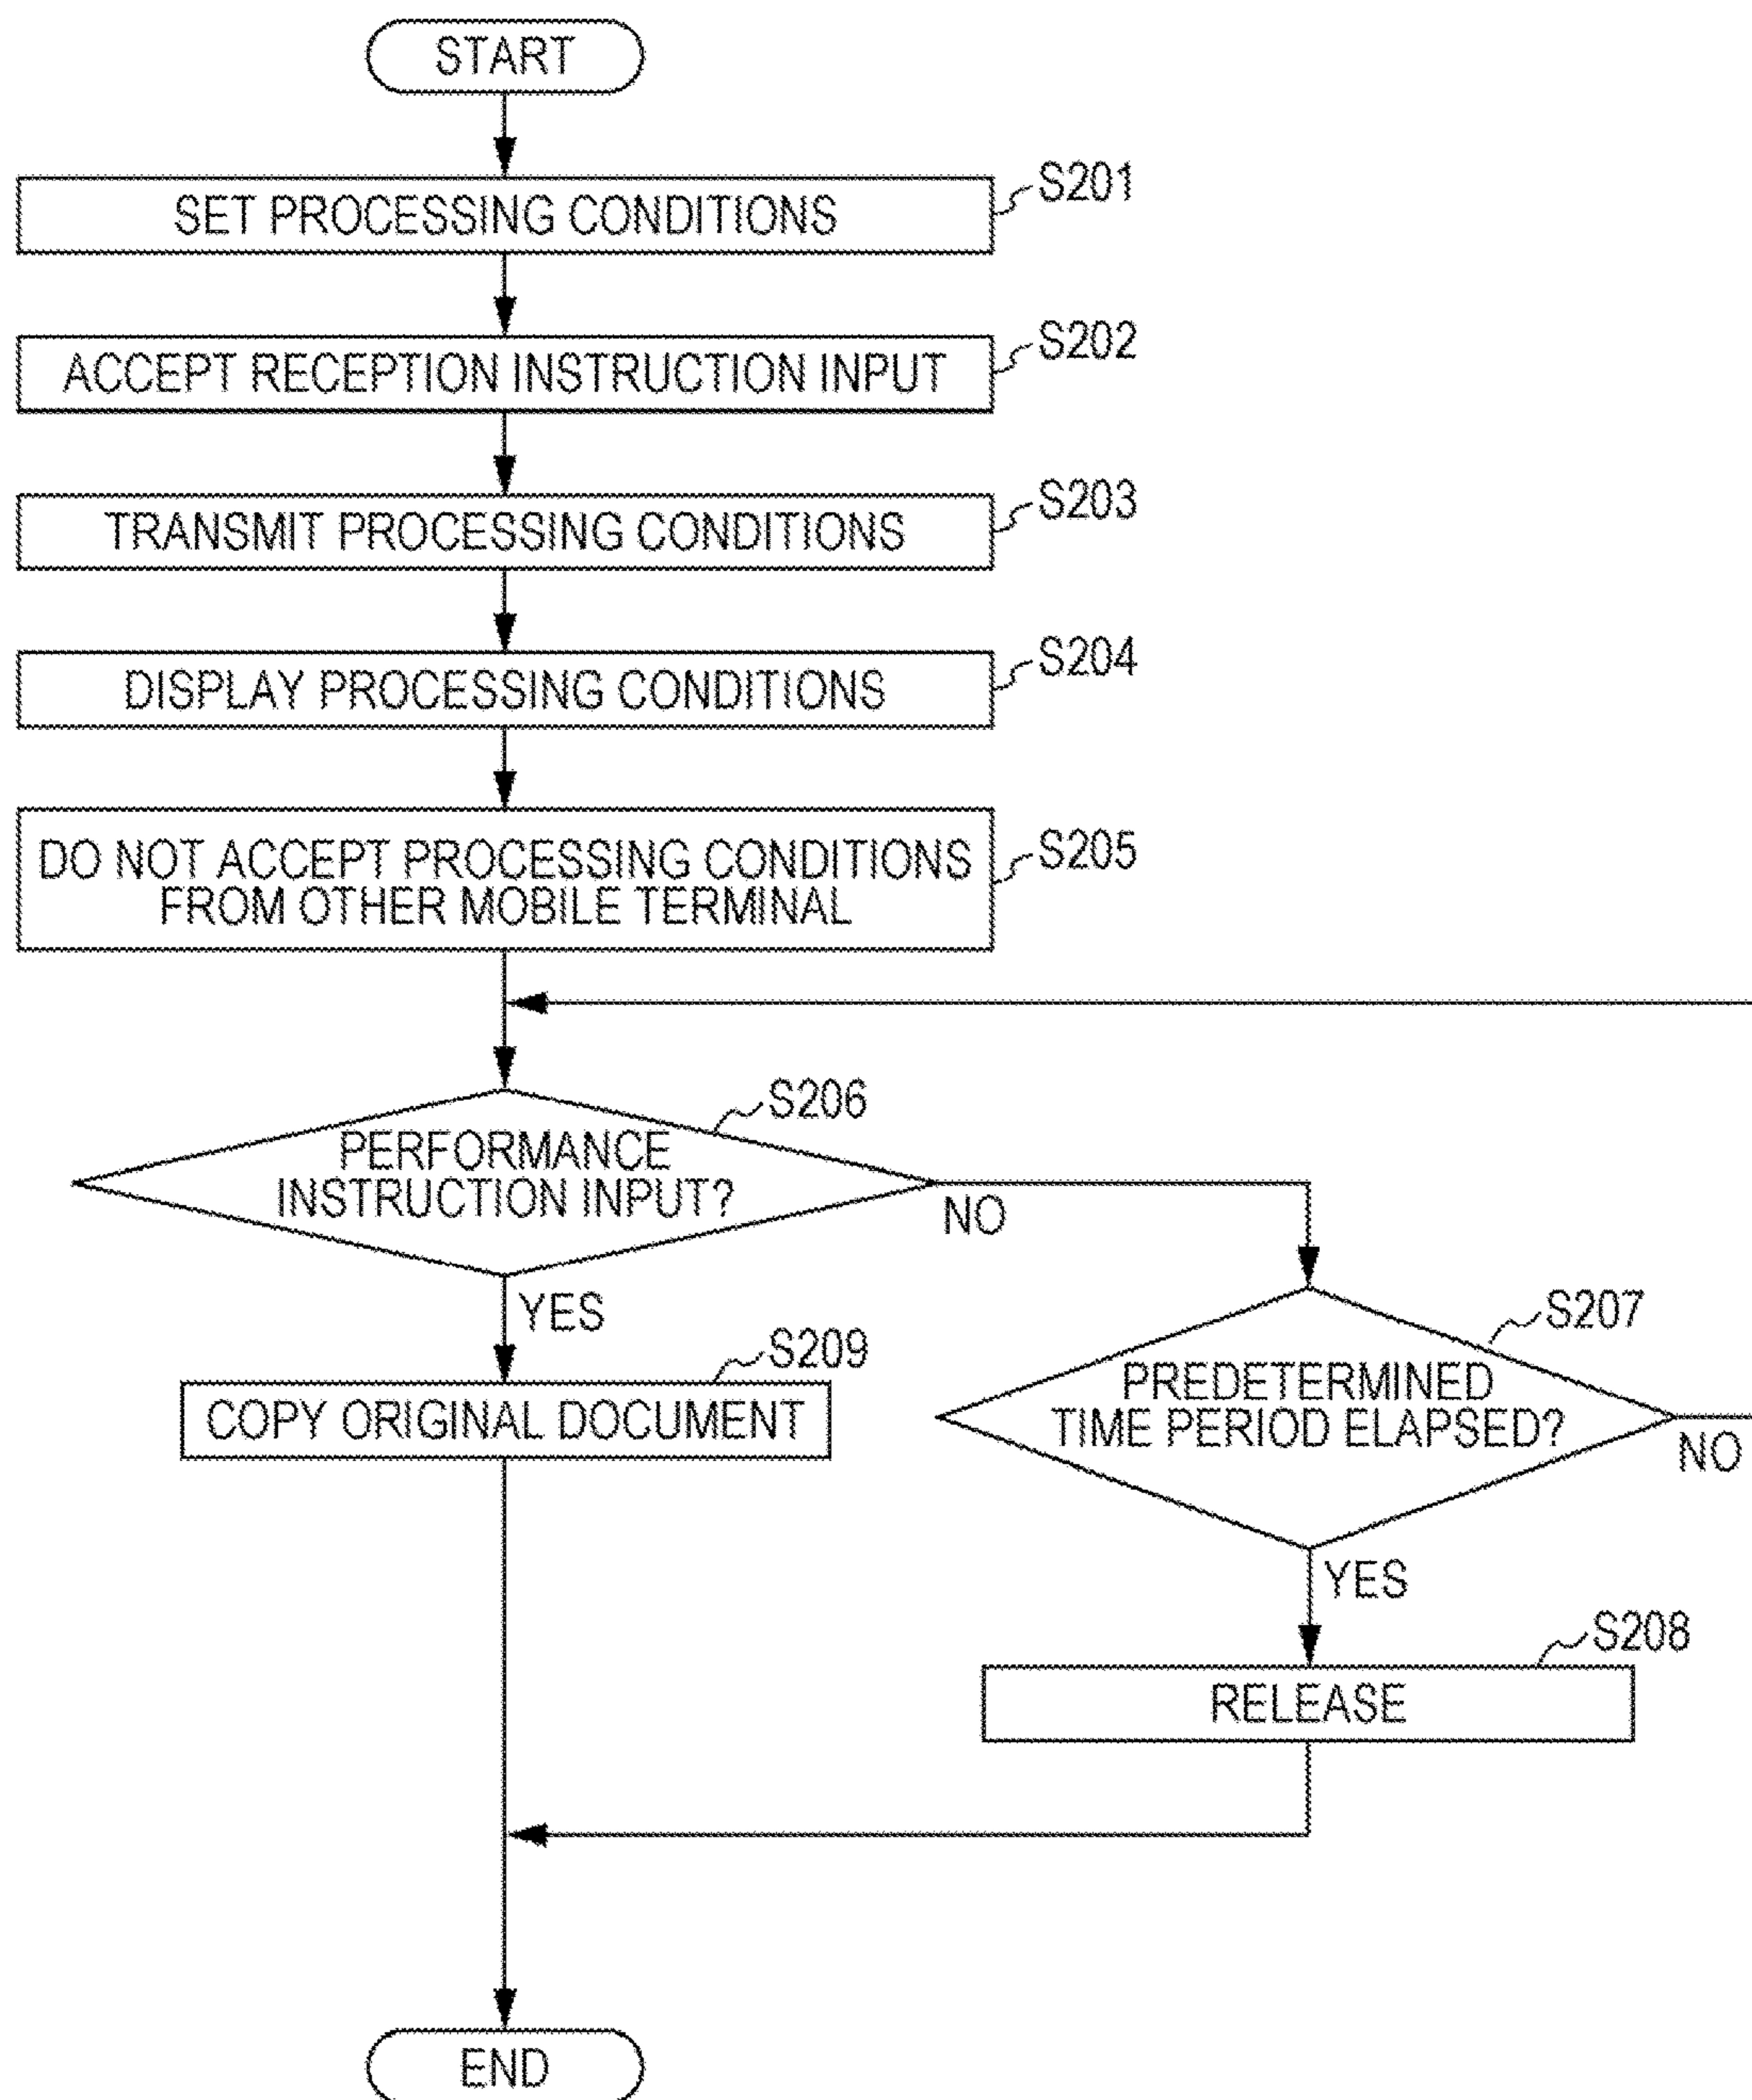 START
SET PROCESSING CONDITIONS
S201
ACCEPT RECEPTION INSTRUCTION INPUT
S202
TRANSMIT PROCESSING CONDITIONS
S203
DISPLAY PROCESSING CONDITIONS
S204
DO NOT ACCEPT PROCESSING CONDITIONS
FROM OTHER MOBILE TERMINAL
S205
S206
PERFORMANCE
INSTRUCTION INPUT?
NO
YES
S207
PREDETERMINED
TIME PERIOD ELAPSED?
NO
S209
COPY ORIGINAL DOCUMENT
YES
S208
RELEASE
END